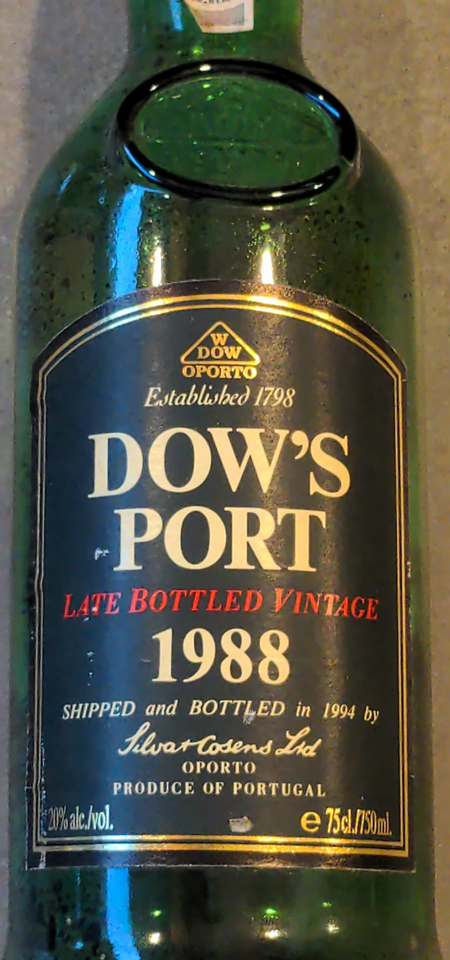 W
DOW
OPORTO
Established 1798
DOW'S
PORT
LATE BOTTLED VINTAGE
1988
SHIPPED and BOTTLED in 1994 by
Silva & Cosens Ltd
OPORTO
PRODUCE OF PORTUGAL
20% alc./vol.
e 75cl./750ml.